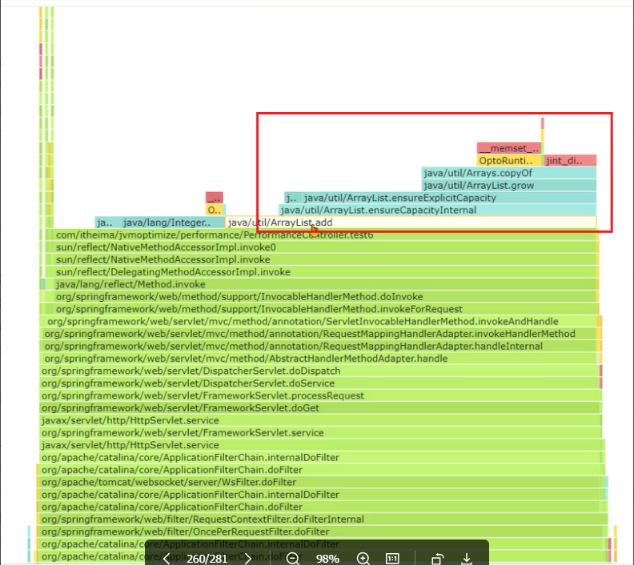 __memset_..
OptoRunti.. jint_di..
java/util/Arrays.copyOf
java/util/ArrayList.grow
j.. java/util/ArrayList.ensureExplicitCapacity
O.. java/util/ArrayList.ensureCapacityInternal
ja.. java/lang/Integer.. java/util/ArrayList.add
com/itheima/jvmoptimize/performance/PerformanceController.test6
sun/reflect/NativeMethodAccessorImpl.invoke0
sun/reflect/NativeMethodAccessorImpl.invoke
sun/reflect/DelegatingMethodAccessorImpl.invoke
java/lang/reflect/Method.invoke
org/springframework/web/method/support/InvocableHandlerMethod.doInvoke
org/springframework/web/method/support/InvocableHandlerMethod.invokeForRequest
org/springframework/web/servlet/mvc/method/annotation/ServletInvocableHandlerMethod.invokeAndHandle
org/springframework/web/servlet/mvc/method/annotation/RequestMappingHandlerAdapter.invokeHandlerMethod
org/springframework/web/servlet/mvc/method/annotation/RequestMappingHandlerAdapter.handleInternal
org/springframework/web/servlet/mvc/method/AbstractHandlerMethodAdapter.handle
org/springframework/web/servlet/DispatcherServlet.doDispatch
org/springframework/web/servlet/DispatcherServlet.doService
org/springframework/web/servlet/FrameworkServlet.processRequest
org/springframework/web/servlet/FrameworkServlet.doGet
javax/servlet/http/HttpServlet.service
org/springframework/web/servlet/FrameworkServlet.service
javax/servlet/http/HttpServlet.service
org/apache/catalina/core/ApplicationFilterChain.internalDoFilter
org/apache/catalina/core/ApplicationFilterChain.doFilter
org/apache/tomcat/websocket/server/WsFilter.doFilter
org/apache/catalina/core/ApplicationFilterChain.internalDoFilter
org/apache/catalina/core/ApplicationFilterChain.doFilter
org/springframework/web/filter/RequestContextFilter.doFilterInternal
org/springframework/web/filter/OncePerRequestFilter.doFilter
org/apache/catalina/core/ApplicationFilterChain.internalDoFilter
org/apache/catalina/core/ApplicationFilterChain.doFilter
260/281 98% 1:1